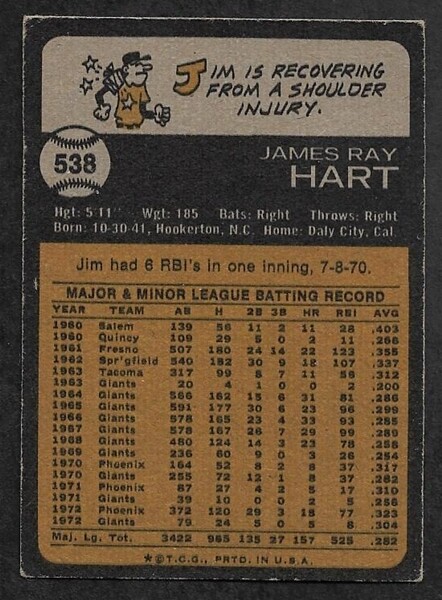 JIM IS RECOVERING
FROM A SHOULDER
INJURY.
538
JAMES RAY
HART
Hgt: 5'11" Wgt: 185 Bats: Right Throws: Right
Born: 10-30-41, Hookerton, N.C. Home: Daly City, Cal.
Jim had 6 RBI's in one inning, 7-8-70.
MAJOR & MINOR LEAGUE BATTING RECORD
YEAR TEAM AB H 2B 3B HR RBI AVG
1960 Salem 139 56 11 2 11 28 .403
1960 Quincy 109 29 5 0 2 11 .266
1961 Fresno 507 180 24 14 22 123 .355
1962 Spr'gfield 540 182 30 9 18 107 .337
1963 Tacoma 317 99 8 7 11 58 .312
1963 Giants 20 4 1 0 0 2 .200
1964 Giants 566 162 15 6 31 81 .286
1965 Giants 591 177 30 6 23 96 .299
1966 Giants 578 165 23 4 33 93 .285
1967 Giants 578 167 26 7 29 99 .289
1968 Giants 480 124 14 3 23 78 .258
1969 Giants 236 60 9 0 3 26 .254
1970 Phoenix 164 52 8 2 8 37 .317
1970 Giants 255 72 12 1 8 37 .282
1971 Phoenix 87 27 4 2 5 17 .310
1971 Giants 39 10 0 0 2 5 .256
1972 Phoenix 372 120 29 3 18 77 .323
1972 Giants 79 24 5 0 5 8 .304
Maj. Lg. Tot. 3422 965 135 27 157 525 .282
*©T.C.G., PRTD. IN U.S.A.